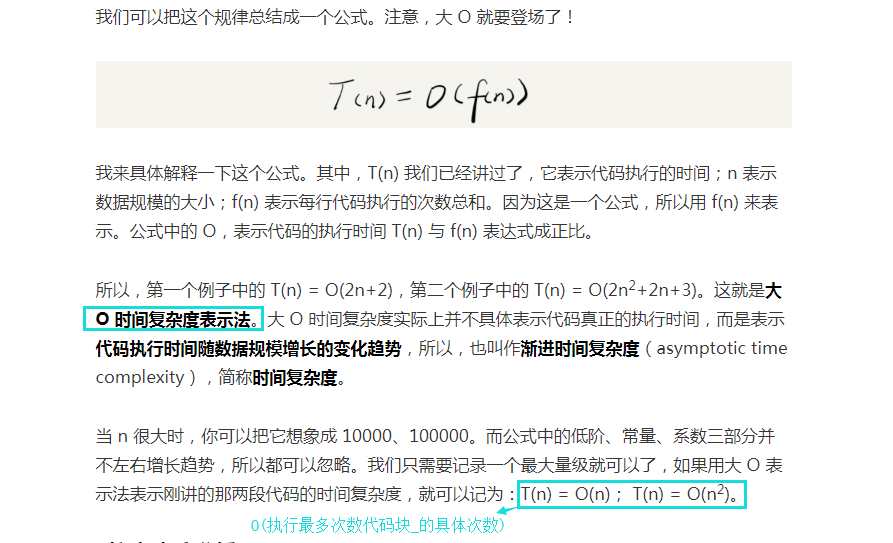 我们可以把这个规律总结成一个公式。注意，大 O 就要登场了！
T(n) = O(f(n))
我来具体解释一下这个公式。其中，T(n) 我们已经讲过了，它表示代码执行的时间；n 表示
数据规模的大小；f(n) 表示每行代码执行的次数总和。因为这是一个公式，所以用 f(n) 来表
示。公式中的 O，表示代码的执行时间 T(n) 与 f(n) 表达式成正比。
所以，第一个例子中的 T(n) = O(2n+2)，第二个例子中的 T(n) = O(2n²+2n+3)。这就是大
O 时间复杂度表示法。大 O 时间复杂度实际上并不具体表示代码真正的执行时间，而是表示
代码执行时间随数据规模增长的变化趋势，所以，也叫作渐进时间复杂度（asymptotic time
complexity），简称时间复杂度。
当 n 很大时，你可以把它想象成 10000、100000。而公式中的低阶、常量、系数三部分并
不左右增长趋势，所以都可以忽略。我们只需要记录一个最大量级就可以了，如果用大 O 表
示法表示刚讲的那两段代码的时间复杂度，就可以记为：T(n) = O(n)； T(n) = O(n²)。
O(执行最多次数代码块_的具体次数)